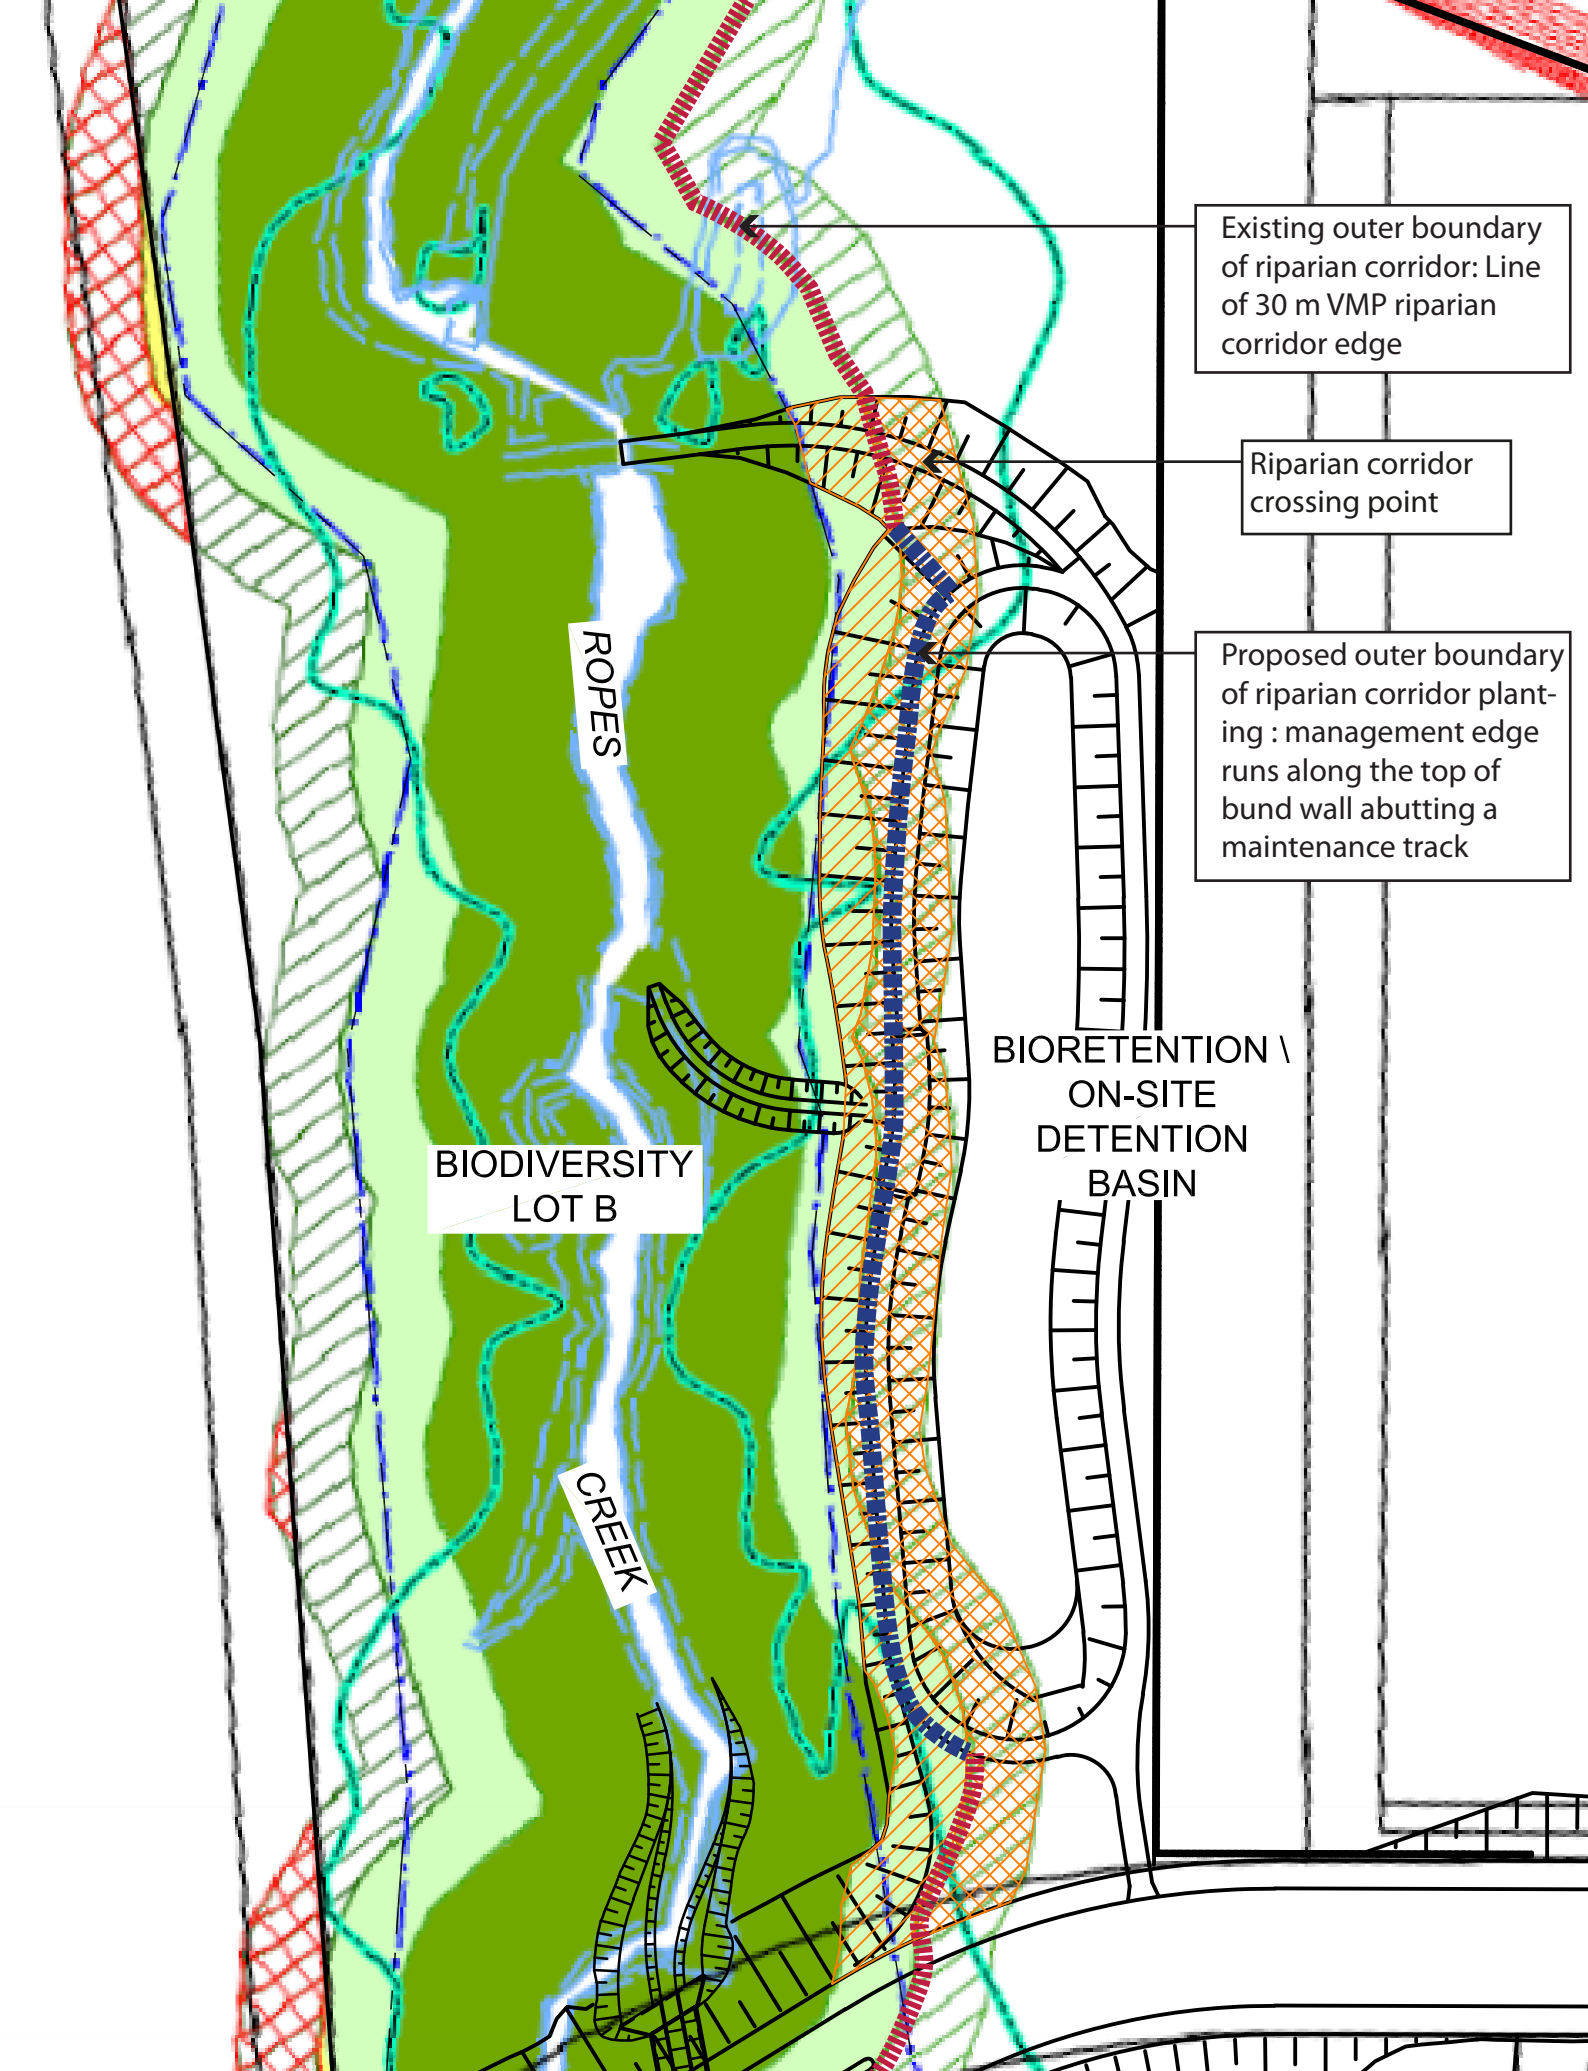 Existing outer boundary
of riparian corridor: Line
of 30 m VMP riparian
corridor edge
Riparian corridor
crossing point
ROPES
Proposed outer boundary
of riparian corridor plant-
ing : management edge
runs along the top of
bund wall abutting a
maintenance track
BIORETENTION \
ON-SITE
DETENTION
BASIN
BIODIVERSITY
LOT B
CREEK